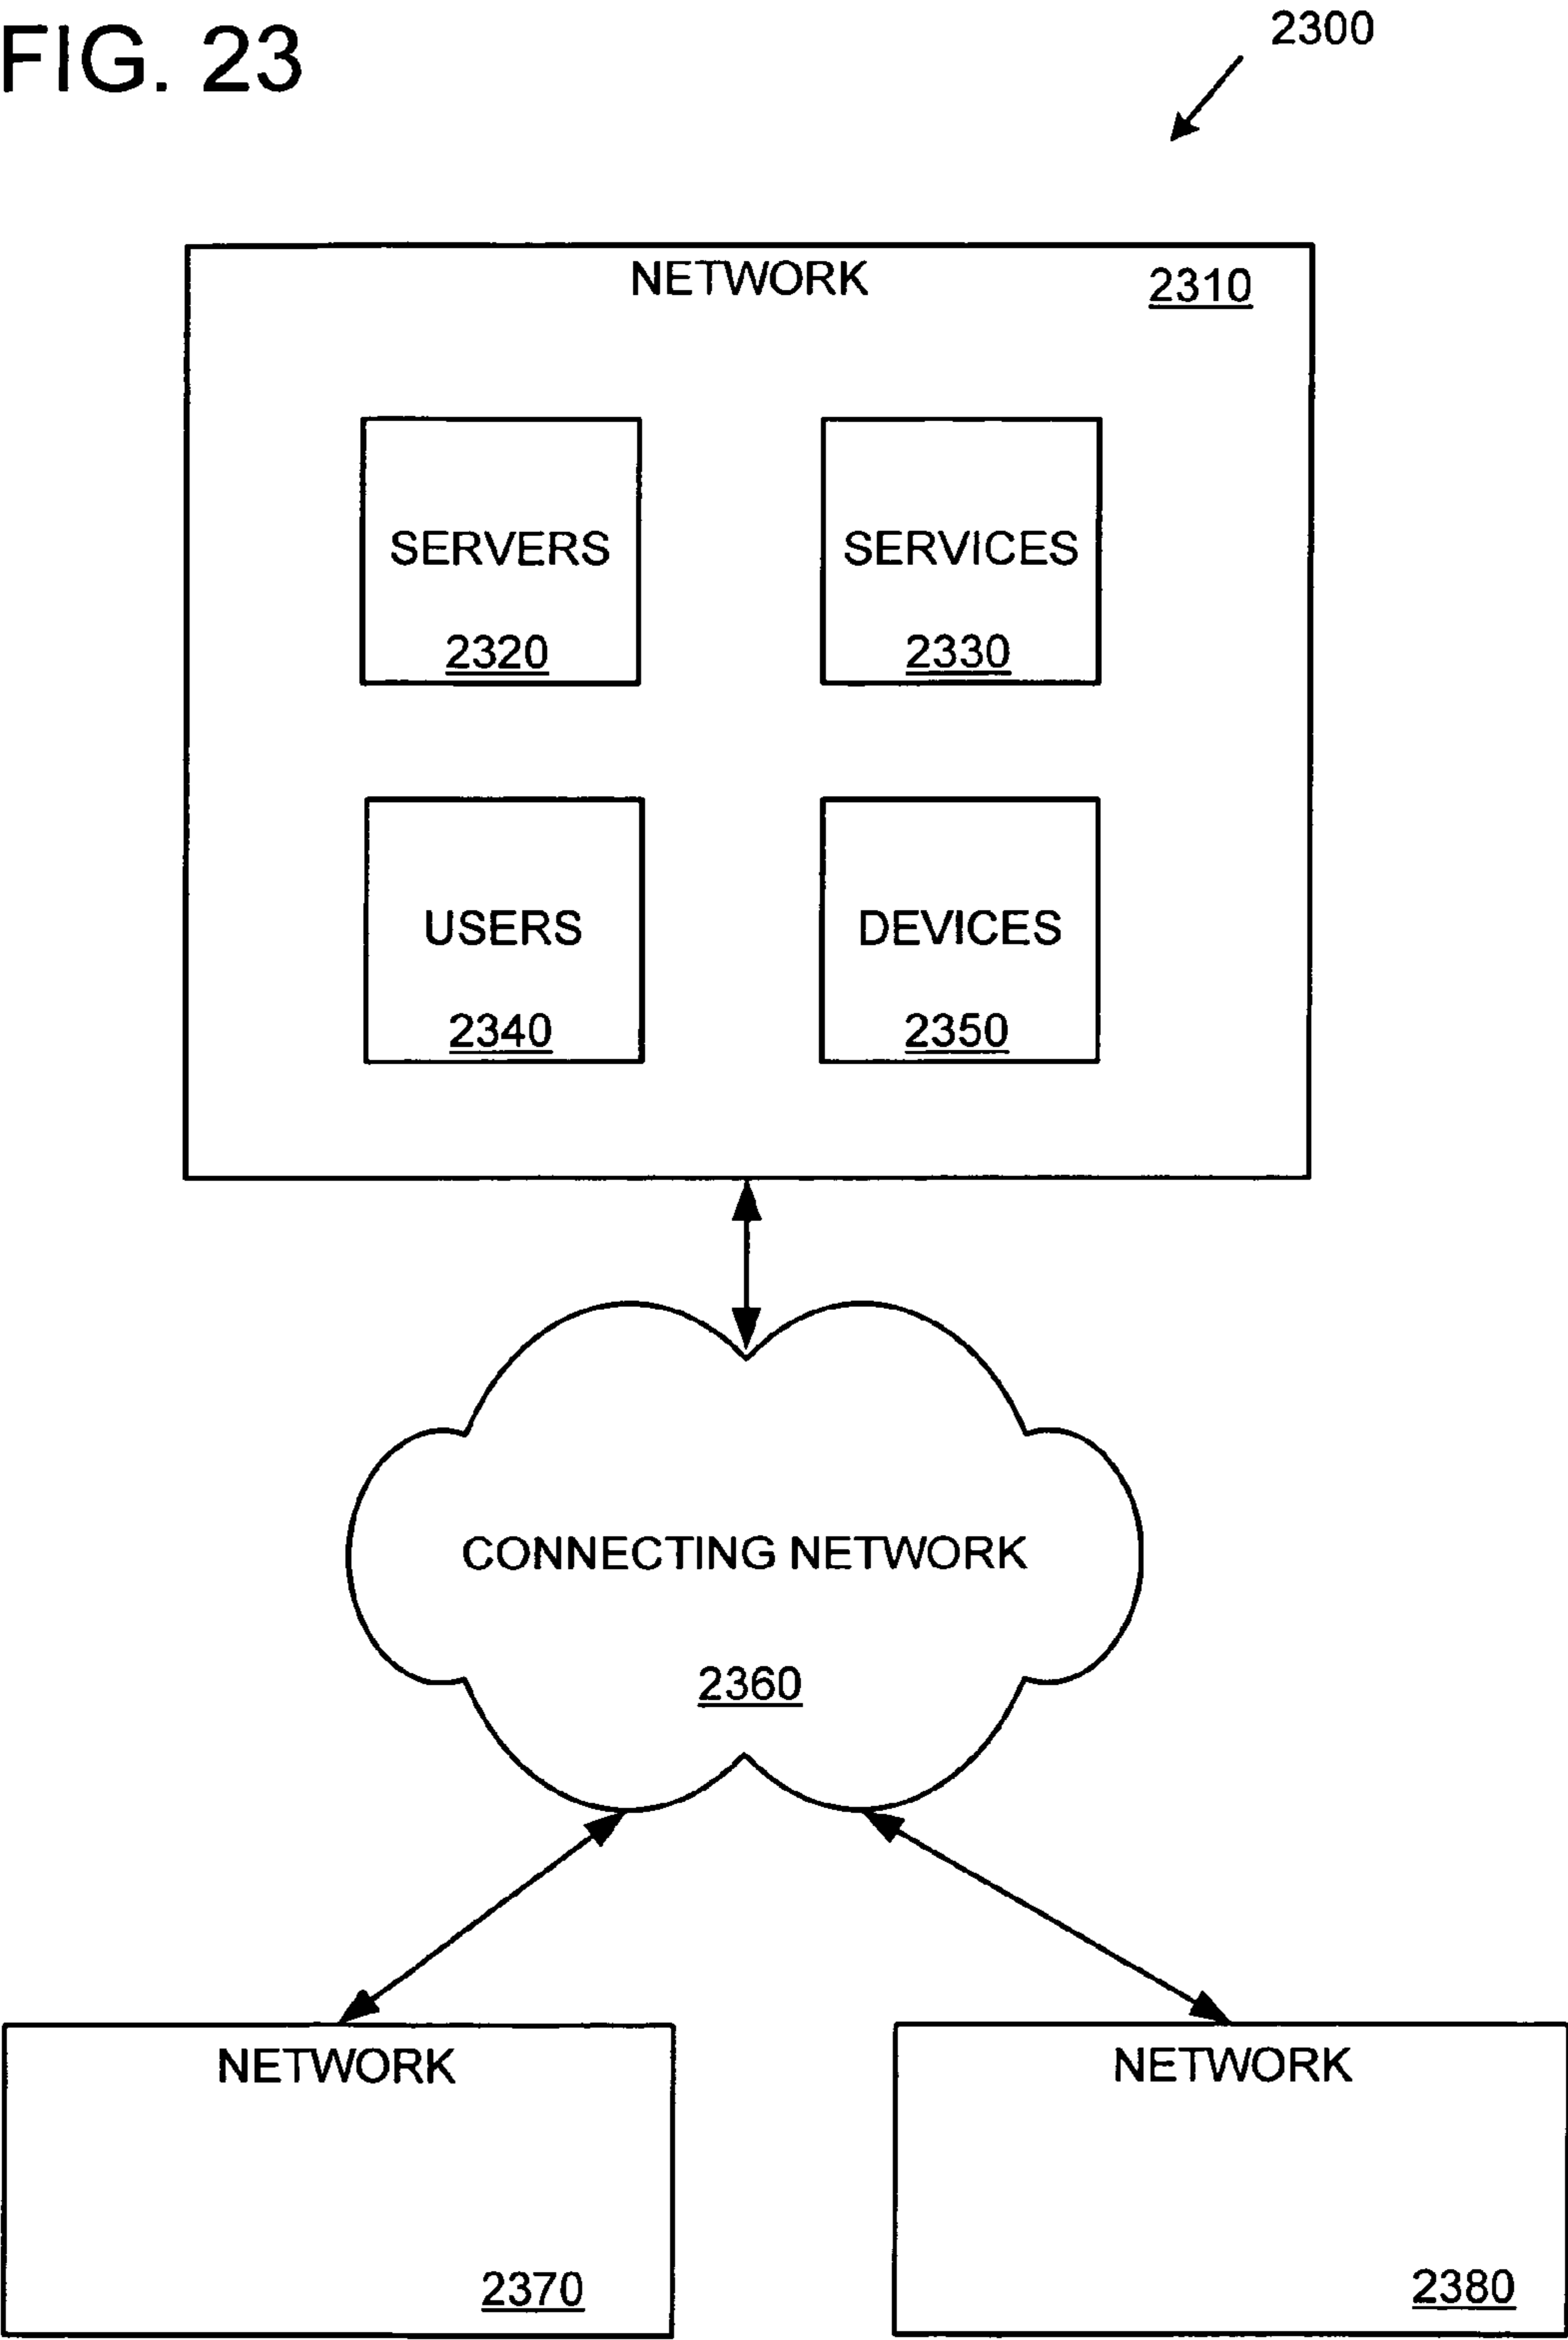 FIG. 23
2300
NETWORK
2310
SERVERS
2320
SERVICES
2330
USERS
2340
DEVICES
2350
CONNECTING NETWORK
2360
NETWORK
2370
NETWORK
2380